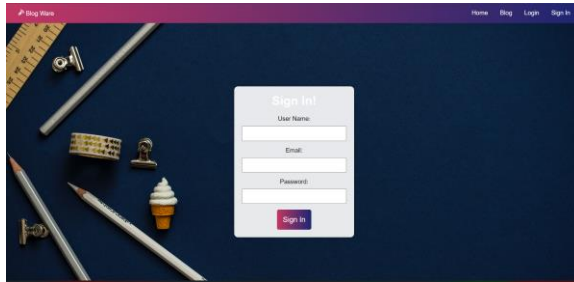 Blog Ware
Home Blog Login Sign In
Sign In!
User Name:
Email:
Password:
Sign In